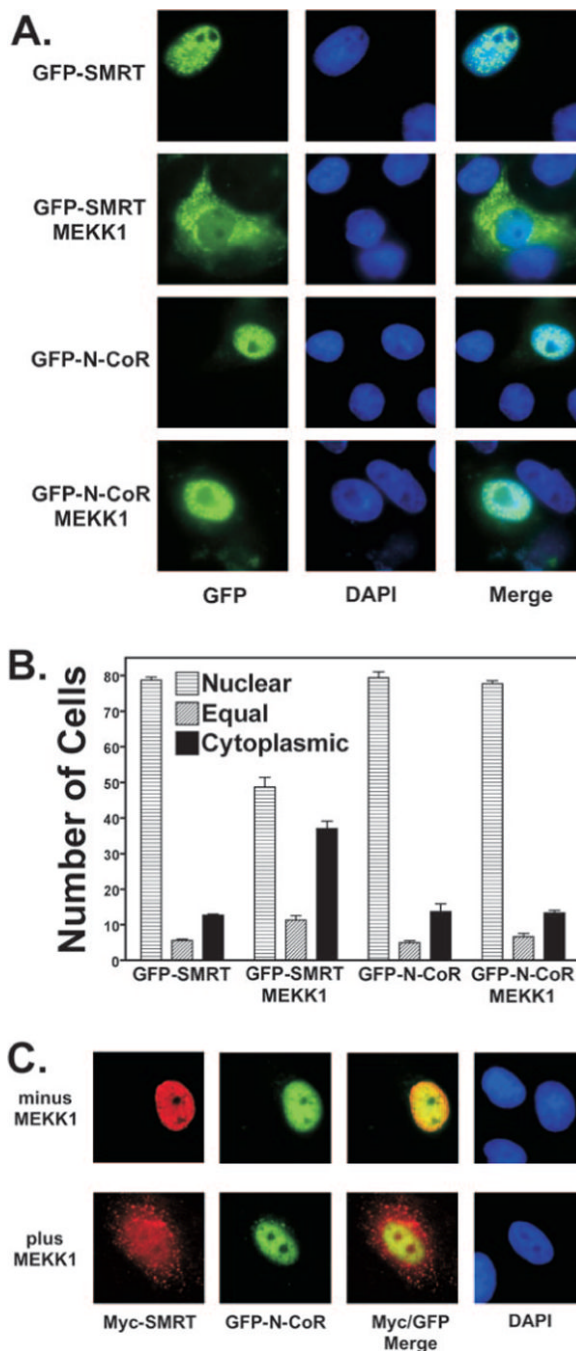 A.
GFP-SMRT
GFP-SMRT
MEKK1
GFP-N-CoR
GFP-N-CoR
MEKK1
GFP
DAPI
Merge
B.
Number of Cells
80
70
60
50
40
30
20
10
0
Nuclear
Equal
Cytoplasmic
GFP-SMRT
GFP-SMRT
MEKK1
GFP-N-CoR
GFP-N-CoR
MEKK1
C.
minus
MEKK1
plus
MEKK1
Myc-SMRT
GFP-N-CoR
Myc/GFP
Merge
DAPI